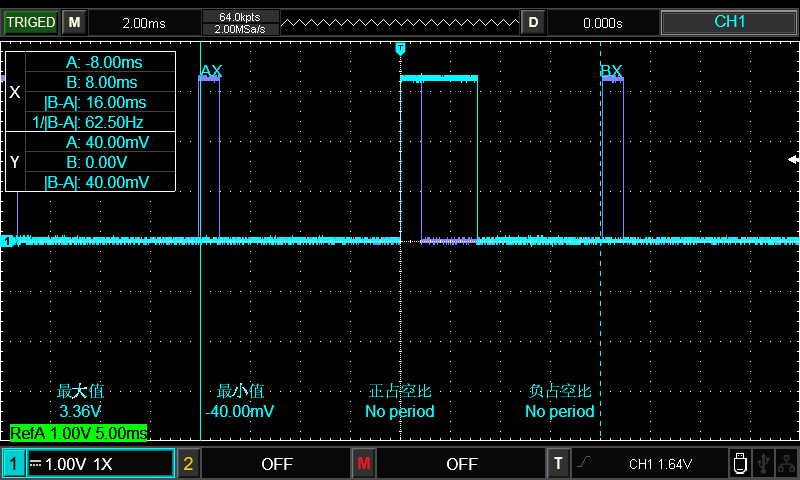 TRIGED M 2.00ms 64.0kpts D 0.000s CH1
2.00MSa/s
T
AX BX
X
A: -8.00ms
B: 8.00ms
|B-A|: 16.00ms
1/|B-A|: 62.50Hz
Y
A: 40.00mV
B: 0.00V
|B-A|: 40.00mV
1
最大值 最小值 正占空比 负占空比
3.36V -40.00mV No period No period
RefA 1.00V 5.00ms
1 1.00V 1X 2 OFF M OFF T CH1 1.64V